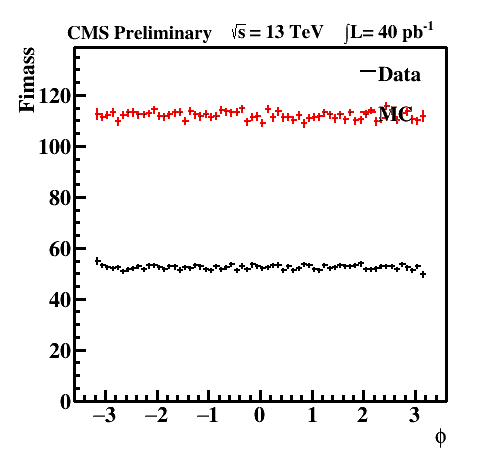 CMS Preliminary √s = 13 TeV ∫L= 40 pb⁻¹
Fimass
Data
MC
120
100
80
60
40
20
0
−3 −2 −1 0 1 2 3
ϕ